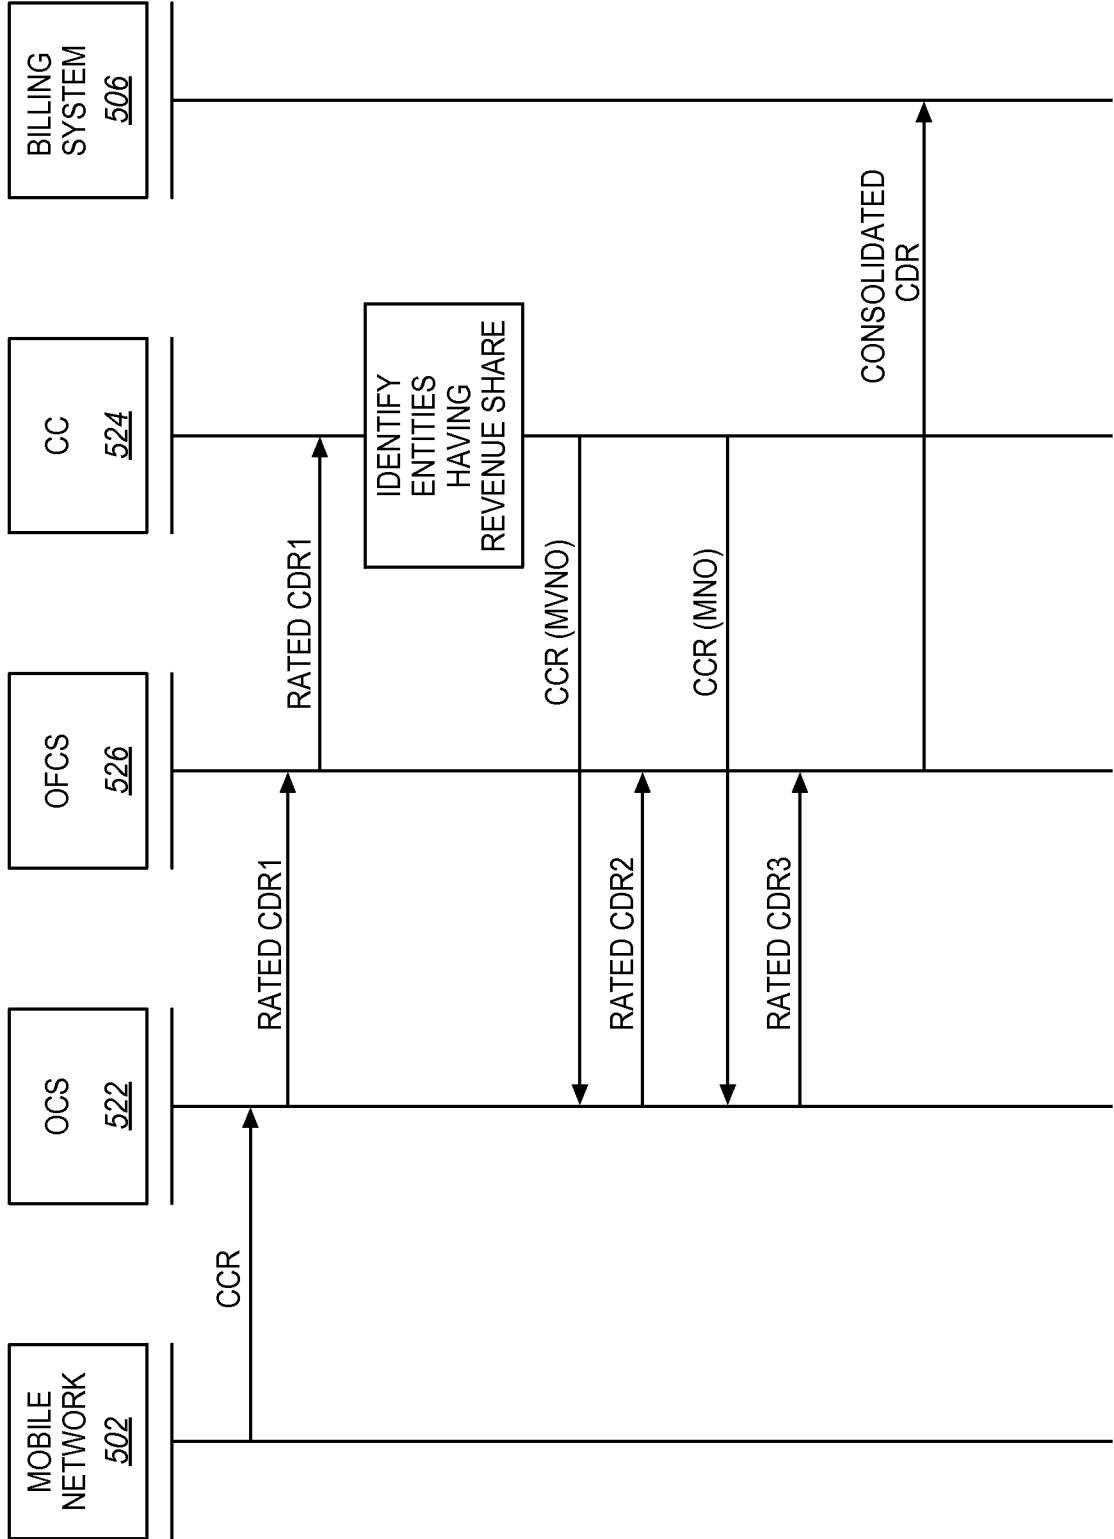 MOBILE
NETWORK
502
OCS
522
OFCS
526
CC
524
BILLING
SYSTEM
506
CCR
RATED CDR1
RATED CDR1
IDENTIFY
ENTITIES
HAVING
REVENUE SHARE
CCR (MVNO)
RATED CDR2
CCR (MNO)
RATED CDR3
CONSOLIDATED
CDR